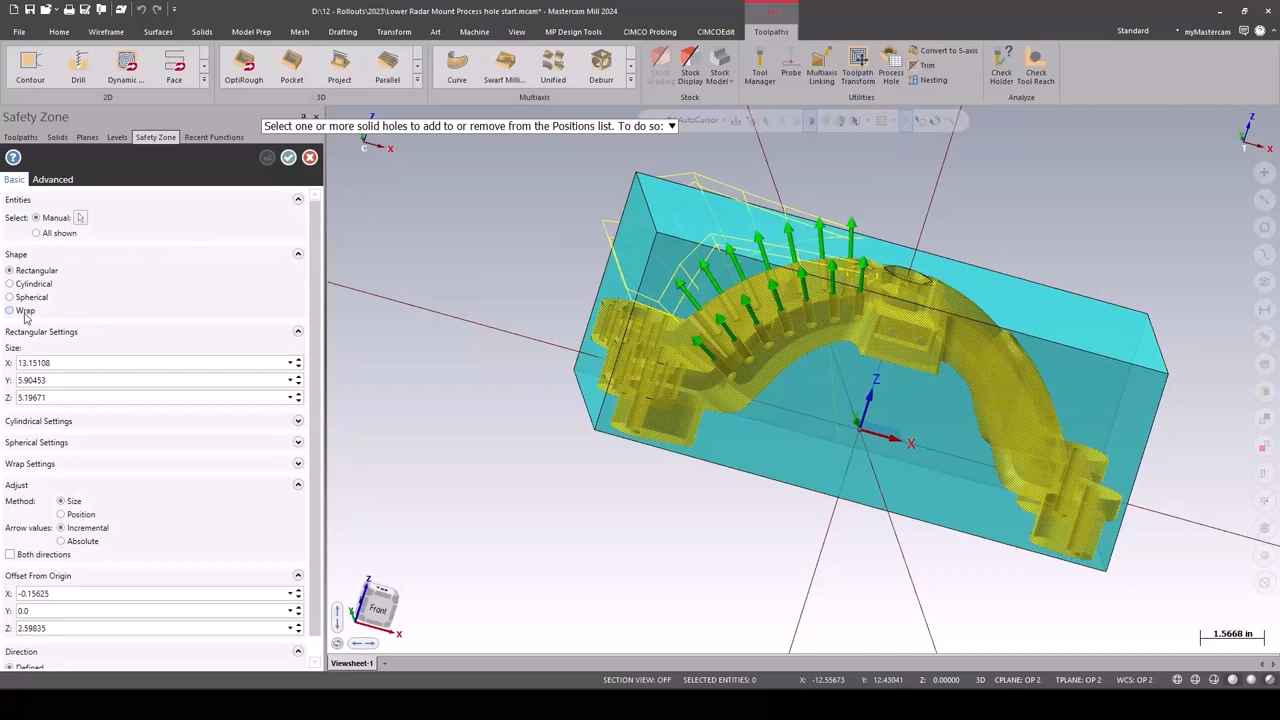 D:\12 - Rollouts\2023\Lower Radar Mount Process hole start.mcam* - Mastercam Mill 2024
Toolpaths
File Home Wireframe Surfaces Solids Model Prep Mesh Drafting Transform Art Machine View MP Design Tools CIMCO Probing CIMCOEdit Toolpaths Standard myMastercam
Contour Drill Dynamic ... Face OptiRough Pocket Project Parallel Curve Swarf Milli... Unified Deburr Stock Shading Stock Display Stock Model Tool Manager Probe Multiaxis Linking Toolpath Transform Process Hole Convert to 5-axis Trim Nesting Check Holder Check Tool Reach
2D 3D Multiaxis Stock Utilities Analyze
Safety Zone
Toolpaths Solids Planes Levels Safety Zone Recent Functions
Select one or more solid holes to add to or remove from the Positions list. To do so:
AutoCursor
Basic Advanced
Entities
Select: Manual:
All shown
Shape
Rectangular
Cylindrical
Spherical
Wrap
Rectangular Settings
Size:
X: 13.15108
Y: 5.90453
Z: 5.19671
Cylindrical Settings
Spherical Settings
Wrap Settings
Adjust
Method: Size
Position
Arrow values: Incremental
Absolute
Both directions
Offset From Origin
X: -0.15625
Y: 0.0
Z: 2.59835
Direction
Defined
Z
X
C
Z
X
T
Z
X
Z
Y
Front
X
1.5668 in
Viewsheet-1 +
SECTION VIEW: OFF SELECTED ENTITIES: 0 X: -12.55673 Y: 12.43041 Z: 0.00000 3D CPLANE: OP 2 TPLANE: OP 2 WCS: OP 2